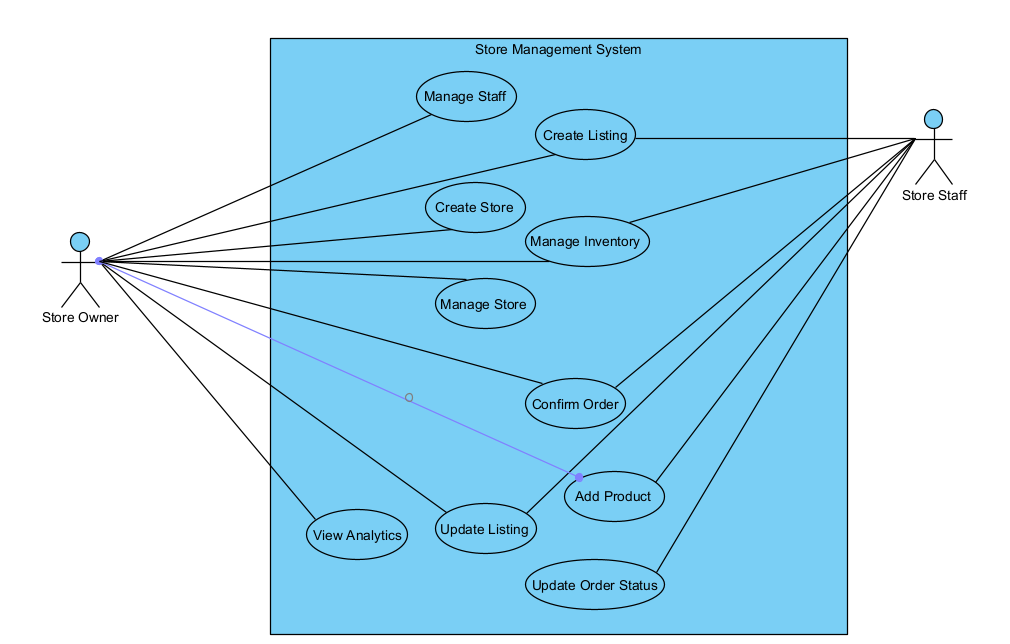 Store Management System
Manage Staff
Create Listing
Store Staff
Create Store
Manage Inventory
Manage Store
Store Owner
Confirm Order
Add Product
Update Listing
View Analytics
Update Order Status